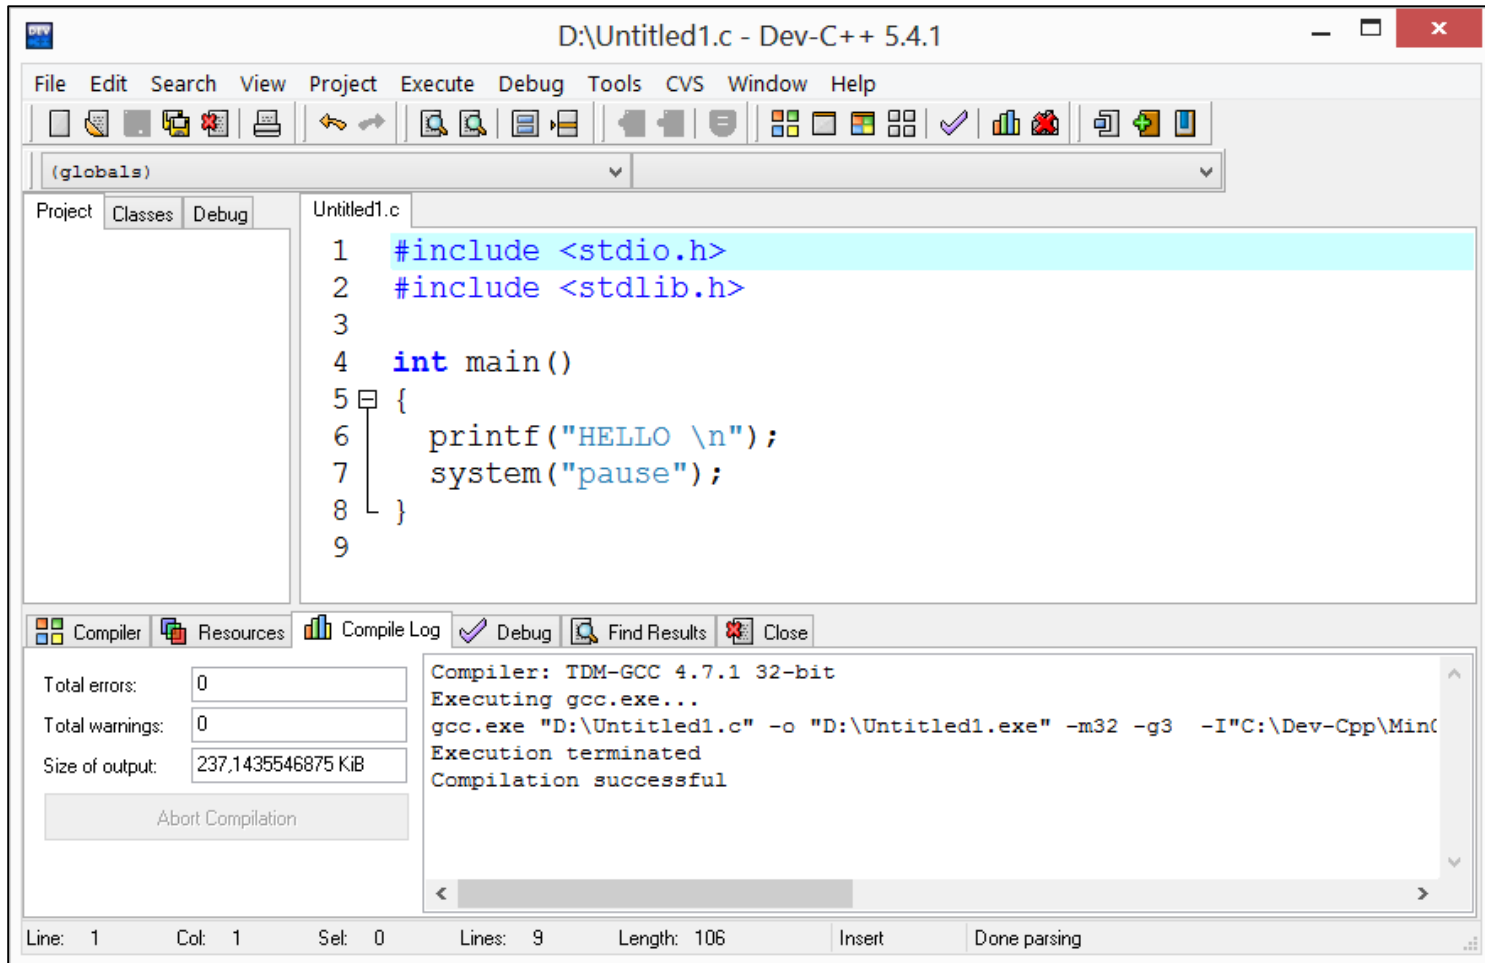 DEV
D:\Untitled1.c - Dev-C++ 5.4.1
File Edit Search View Project Execute Debug Tools CVS Window Help
(globals)
Project Classes Debug
Untitled1.c
1 #include <stdio.h>
2 #include <stdlib.h>
3
4 int main()
5 {
6 printf("HELLO \n");
7 system("pause");
8 }
9
Compiler Resources Compile Log Debug Find Results Close
Total errors: 0
Total warnings: 0
Size of output: 237,1435546875 KiB
Abort Compilation
Compiler: TDM-GCC 4.7.1 32-bit
Executing gcc.exe...
gcc.exe "D:\Untitled1.c" -o "D:\Untitled1.exe" -m32 -g3 -I"C:\Dev-Cpp\Min
Execution terminated
Compilation successful
Line: 1 Col: 1 Sel: 0 Lines: 9 Length: 106 Insert Done parsing